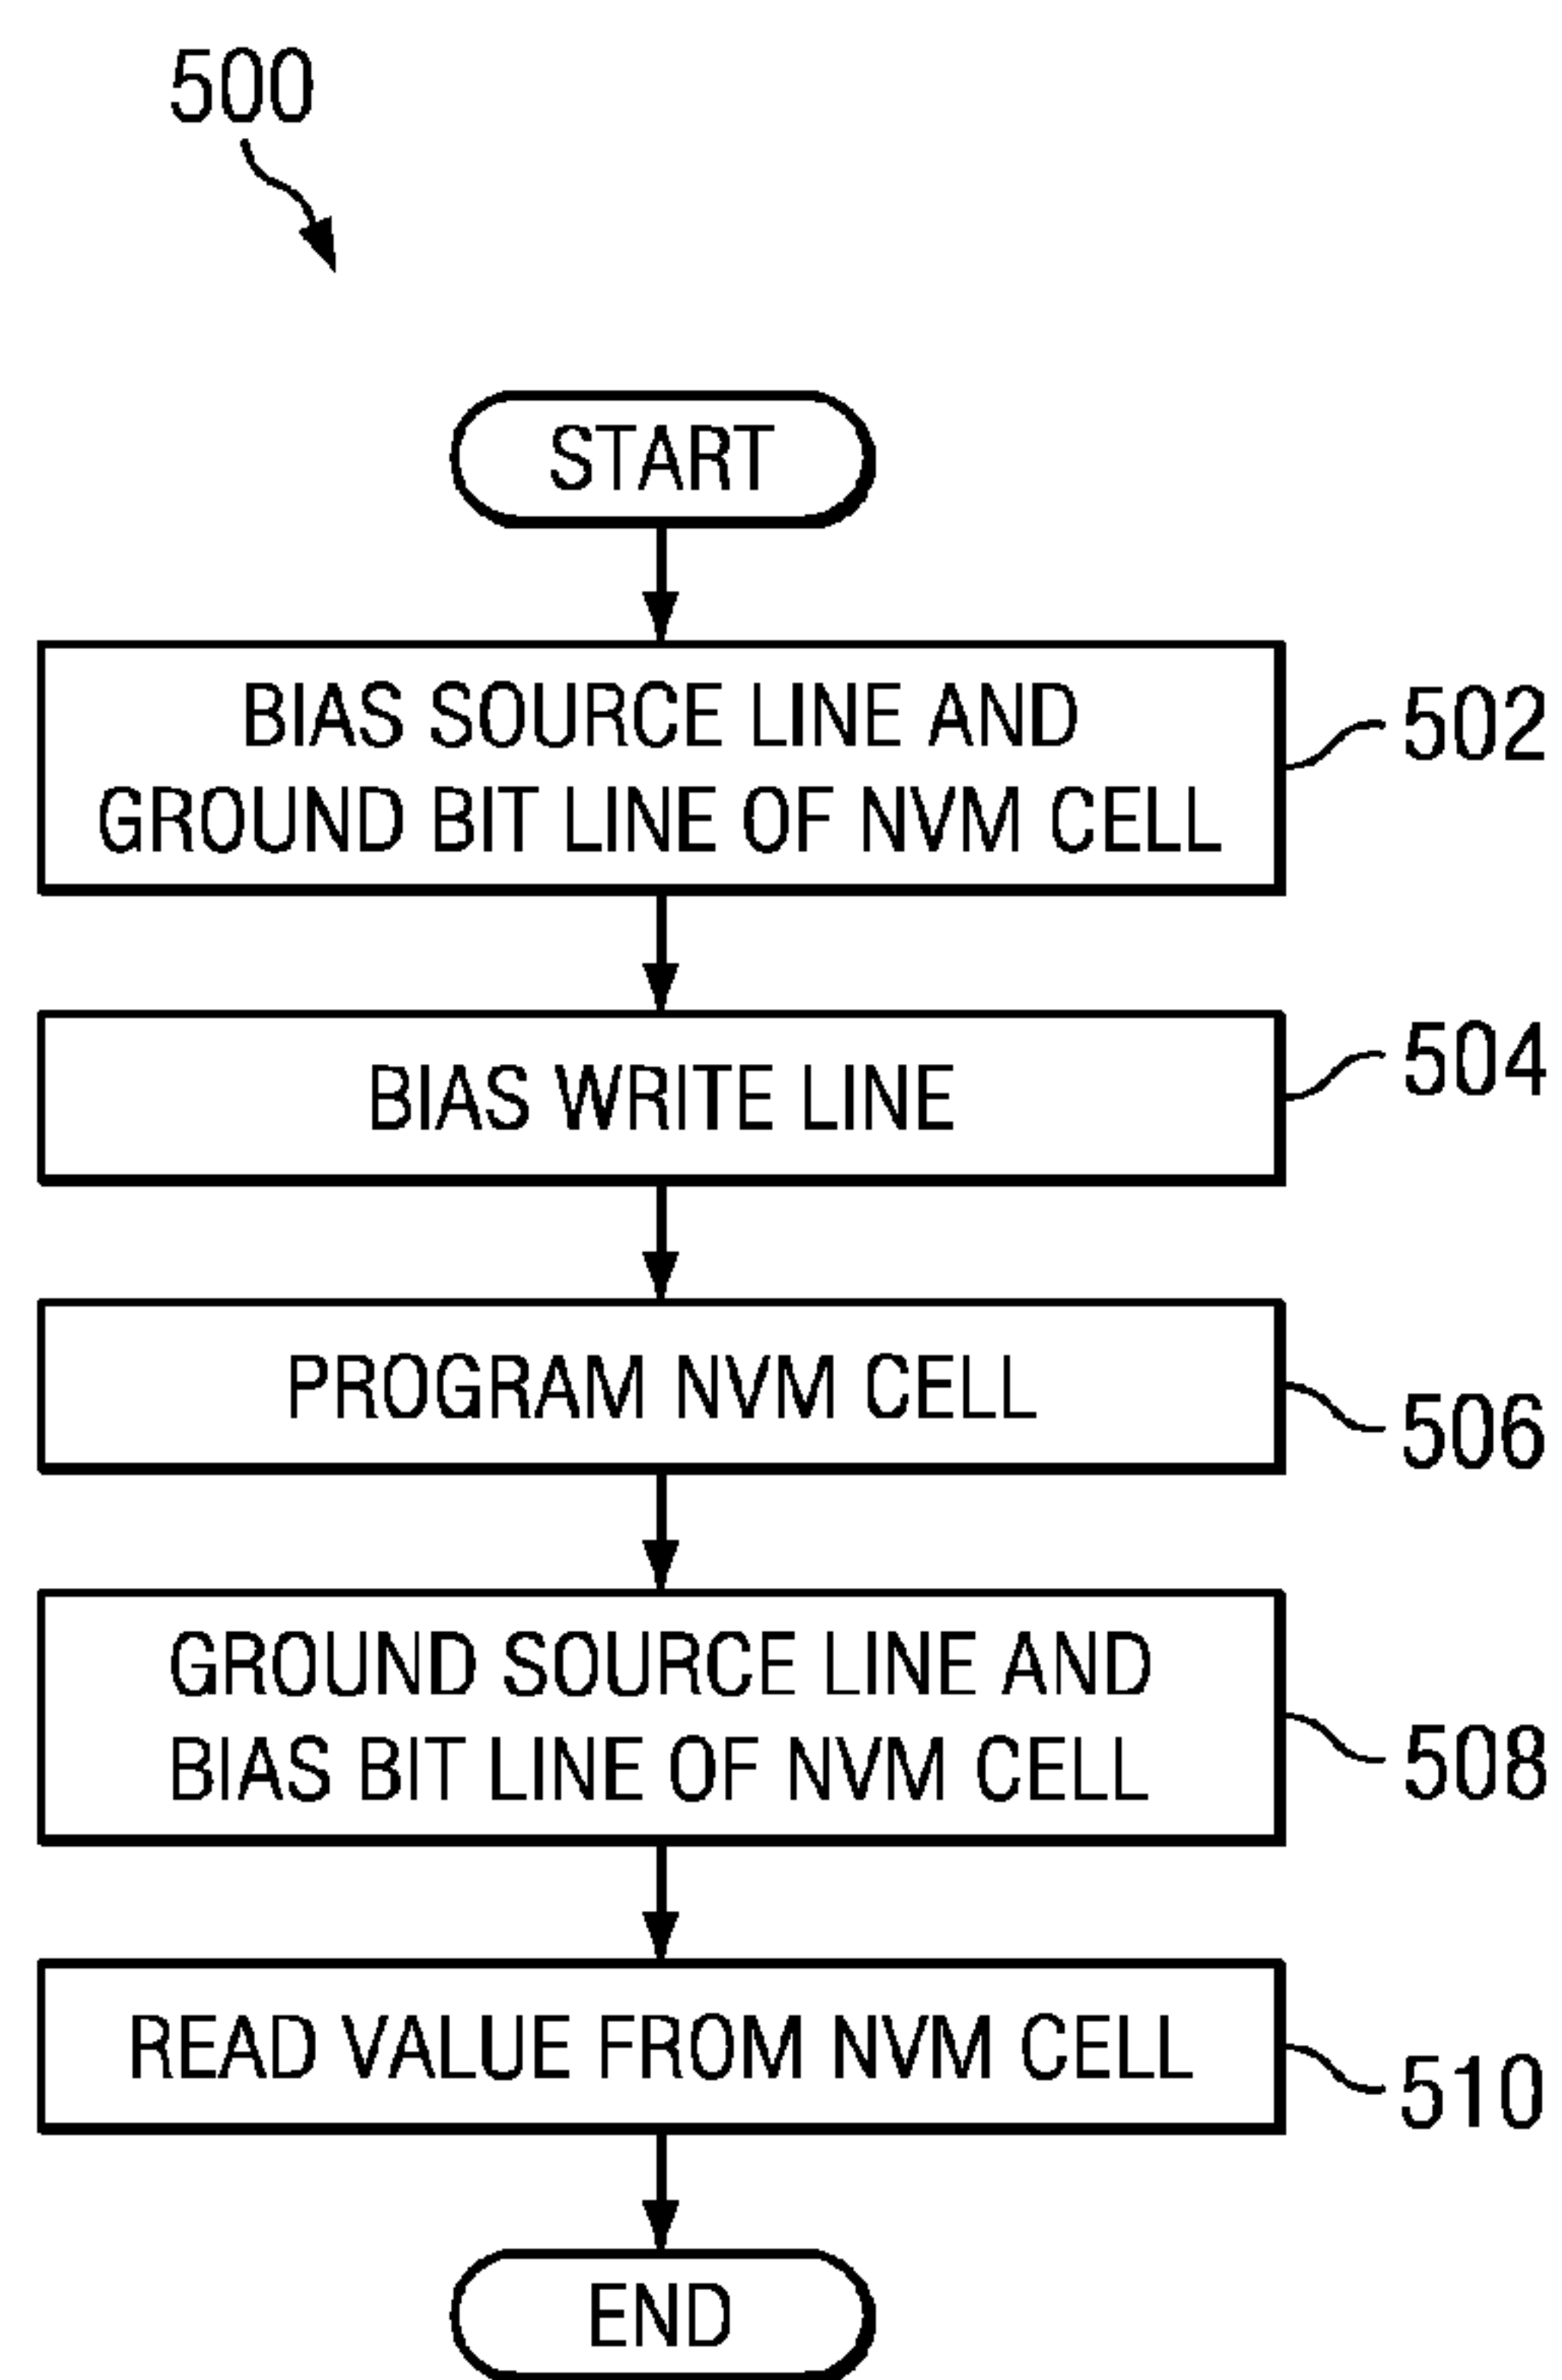 500
START
BIAS SOURCE LINE AND
GROUND BIT LINE OF NVM CELL
502
BIAS WRITE LINE
504
PROGRAM NVM CELL
506
GROUND SOURCE LINE AND
BIAS BIT LINE OF NVM CELL
508
READ VALUE FROM NVM CELL
510
END